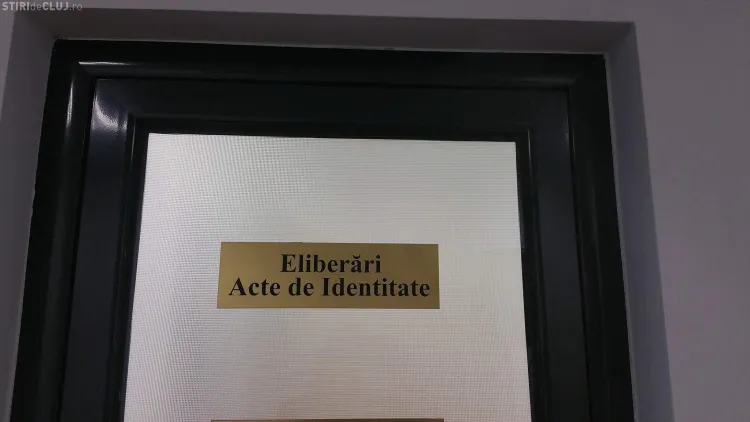 STIRIdeCLUJ.ro
Eliberări
Acte de Identitate